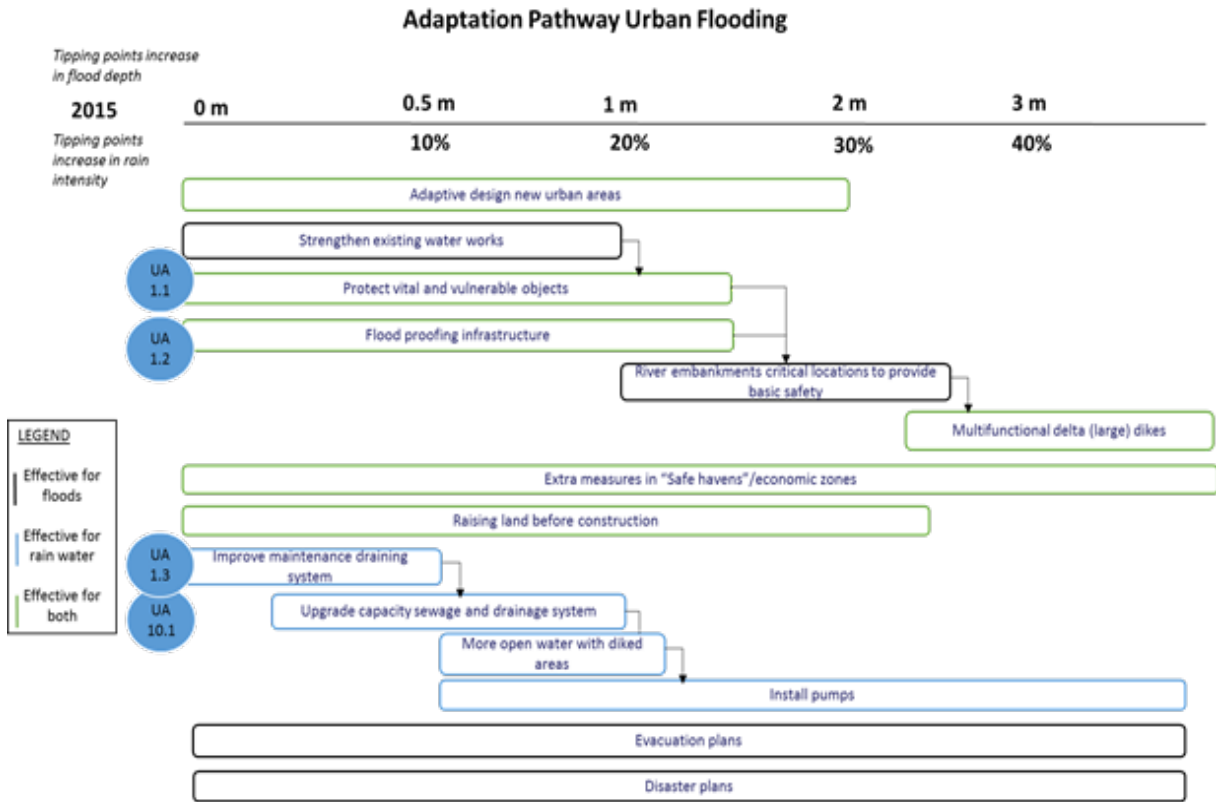 Adaptation Pathway Urban Flooding
Tipping points increase
in flood depth
2015
0 m
0.5 m
1 m
2 m
3 m
Tipping points
increase in rain
intensity
10%
20%
30%
40%
Adaptive design new urban areas
Strengthen existing water works
UA
1.1
Protect vital and vulnerable objects
UA
1.2
Flood proofing infrastructure
River embankments critical locations to provide
basic safety
Multifunctional delta (large) dikes
LEGEND
Effective for
floods
Effective for
rain water
Effective for
both
Extra measures in "Safe havens"/economic zones
Raising land before construction
UA
1.3
Improve maintenance draining
system
UA
10.1
Upgrade capacity sewage and drainage system
More open water with diked
areas
Install pumps
Evacuation plans
Disaster plans